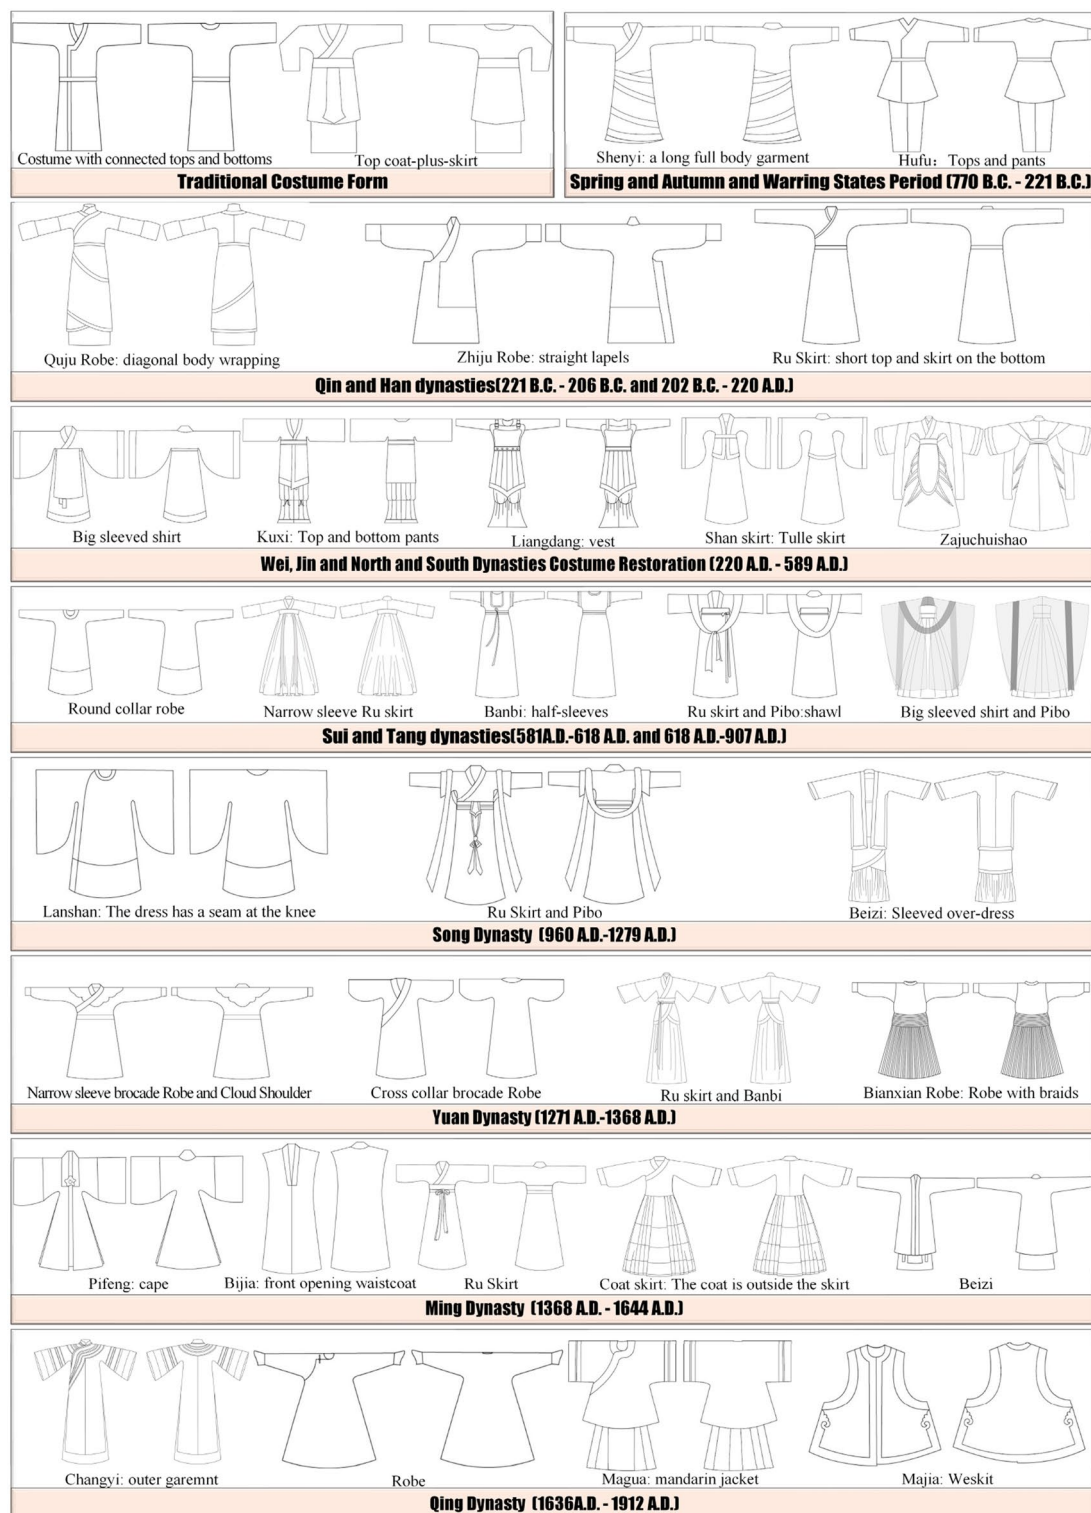 Costume with connected tops and bottoms
Top coat-plus-skirt
Traditional Costume Form
Shenyi: a long full body garment
Hufu: Tops and pants
Spring and Autumn and Warring States Period (770 B.C. - 221 B.C.)
Quju Robe: diagonal body wrapping
Zhiju Robe: straight lapels
Ru Skirt: short top and skirt on the bottom
Qin and Han dynasties(221 B.C. - 206 B.C. and 202 B.C. - 220 A.D.)
Big sleeved shirt
Kuxi: Top and bottom pants
Liangdang: vest
Shan skirt: Tulle skirt
Zajuchuishao
Wei, Jin and North and South Dynasties Costume Restoration (220 A.D. - 589 A.D.)
Round collar robe
Narrow sleeve Ru skirt
Banbi: half-sleeves
Ru skirt and Pibo:shawl
Big sleeved shirt and Pibo
Sui and Tang dynasties(581A.D.-618 A.D. and 618 A.D.-907 A.D.)
Lanshan: The dress has a seam at the knee
Ru Skirt and Pibo
Beizi: Sleeved over-dress
Song Dynasty (960 A.D.-1279 A.D.)
Narrow sleeve brocade Robe and Cloud Shoulder
Cross collar brocade Robe
Ru skirt and Banbi
Bianxian Robe: Robe with braids
Yuan Dynasty (1271 A.D.-1368 A.D.)
Pifeng: cape
Bijia: front opening waistcoat
Ru Skirt
Coat skirt: The coat is outside the skirt
Beizi
Ming Dynasty (1368 A.D. - 1644 A.D.)
Changyi: outer garemnt
Robe
Magua: mandarin jacket
Majia: Weskit
Qing Dynasty (1636A.D. - 1912 A.D.)